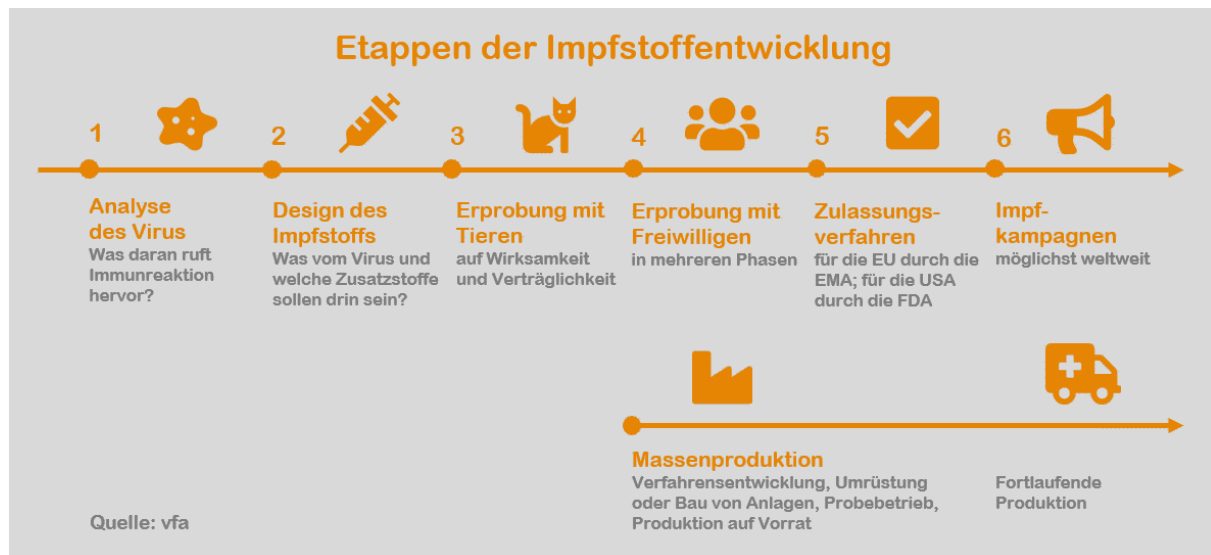 Etappen der Impfstoffentwicklung
1
Analyse
des Virus
Was daran ruft
Immunreaktion
hervor?
2
Design des
Impfstoffs
Was vom Virus und
welche Zusatzstoffe
sollen drin sein?
3
Erprobung mit
Tieren
auf Wirksamkeit
und Verträglichkeit
4
Erprobung mit
Freiwilligen
in mehreren Phasen
5
Zulassungs-
verfahren
für die EU durch die
EMA; für die USA
durch die FDA
6
Impf-
kampagnen
möglichst weltweit
Massenproduktion
Verfahrensentwicklung, Umrüstung
oder Bau von Anlagen, Probebetrieb,
Produktion auf Vorrat
Fortlaufende
Produktion
Quelle: vfa